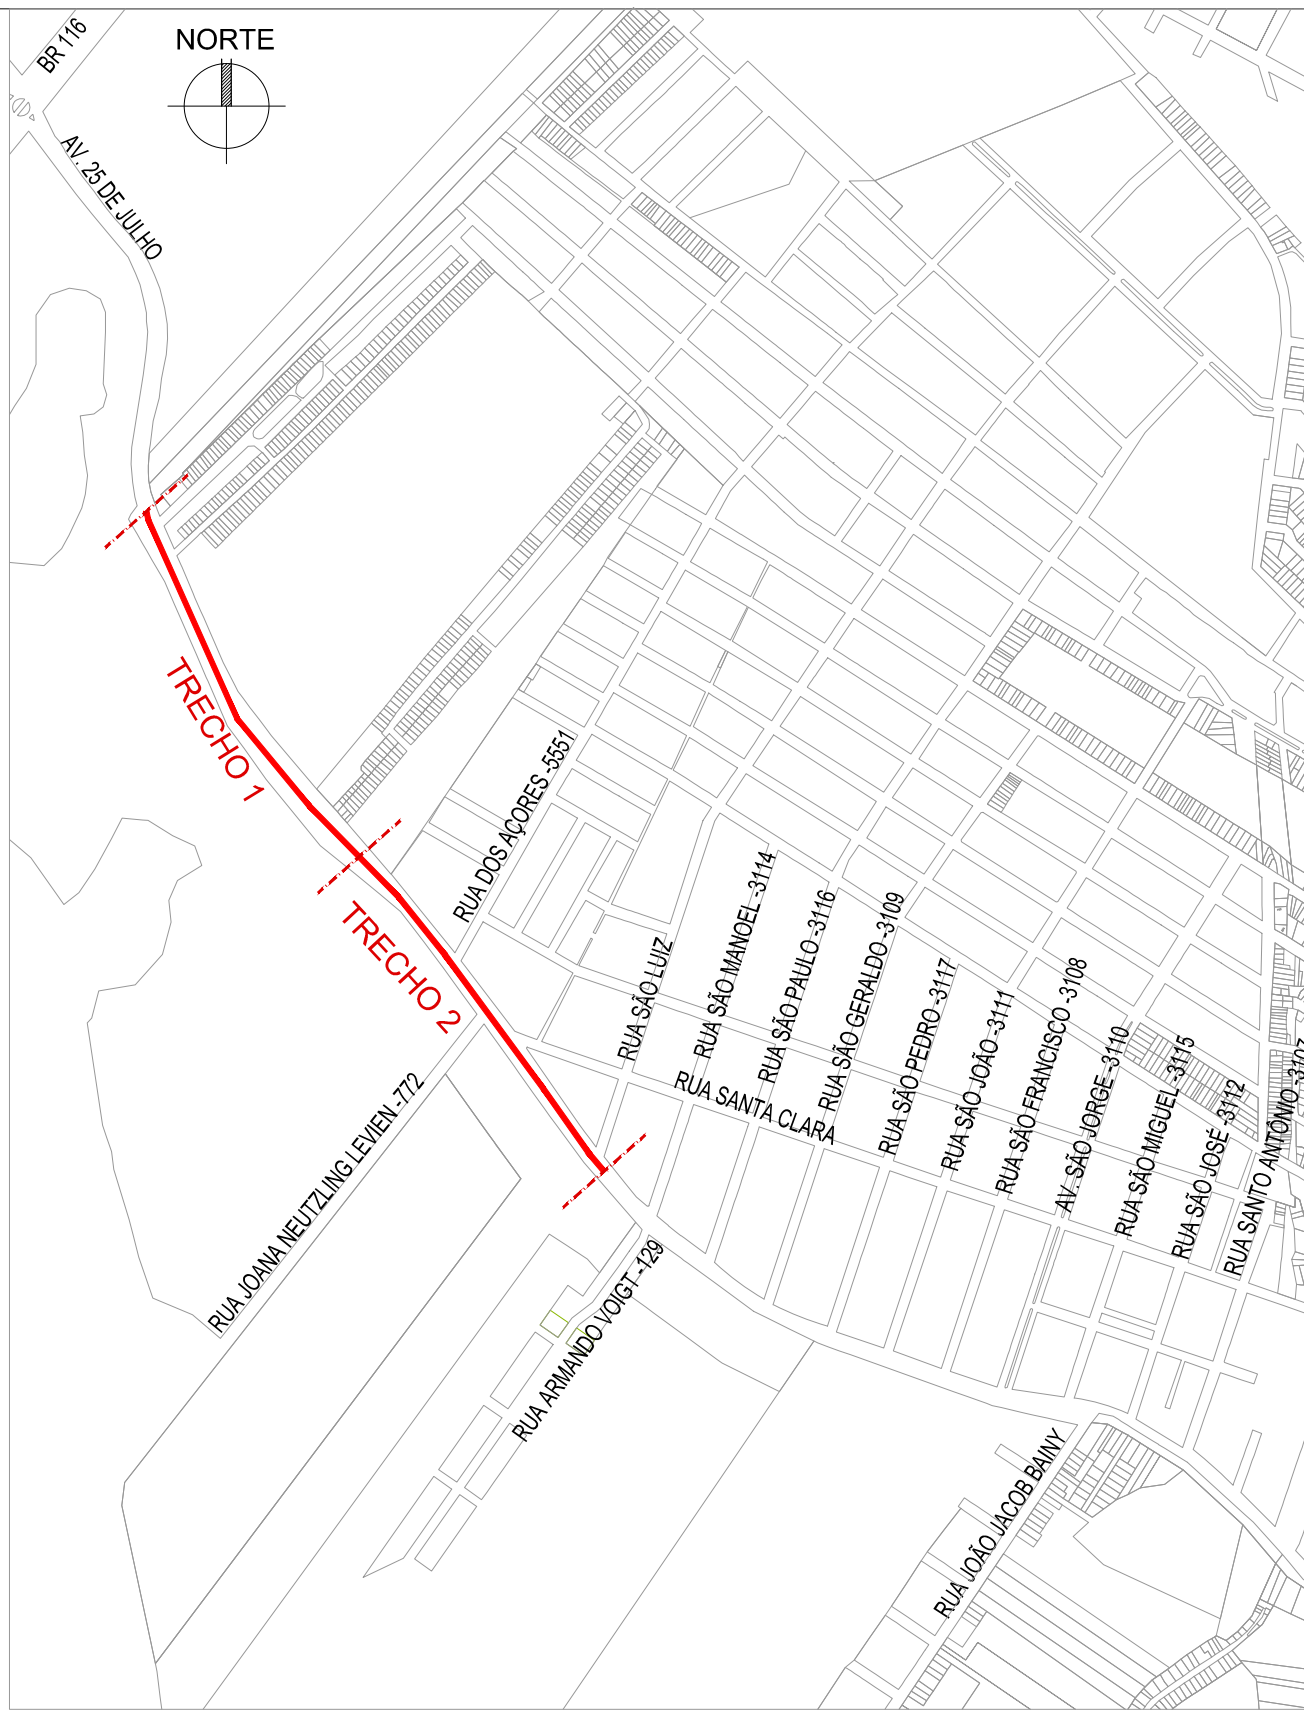 BR 116
NORTE
AV. 25 DE JULHO
TRECHO 1
TRECHO 2
RUA DOS AÇORES -5551
RUA SÃO LUIZ
RUA SÃO MANOEL -3114
RUA SÃO PAULO -3116
RUA SÃO GERALDO -3109
RUA SÃO PEDRO -3117
RUA SÃO JOÃO -3111
RUA SÃO FRANCISCO -3108
AV. SÃO JORGE -3110
RUA SÃO MIGUEL -3115
RUA SÃO JOSÉ -3112
RUA SANTO ANTÔNIO -3107
RUA SANTA CLARA
RUA JOANA NEUTZLING LEVIEN -772
RUA ARMANDO VOIGT -129
RUA JOÃO JACOB BAINY